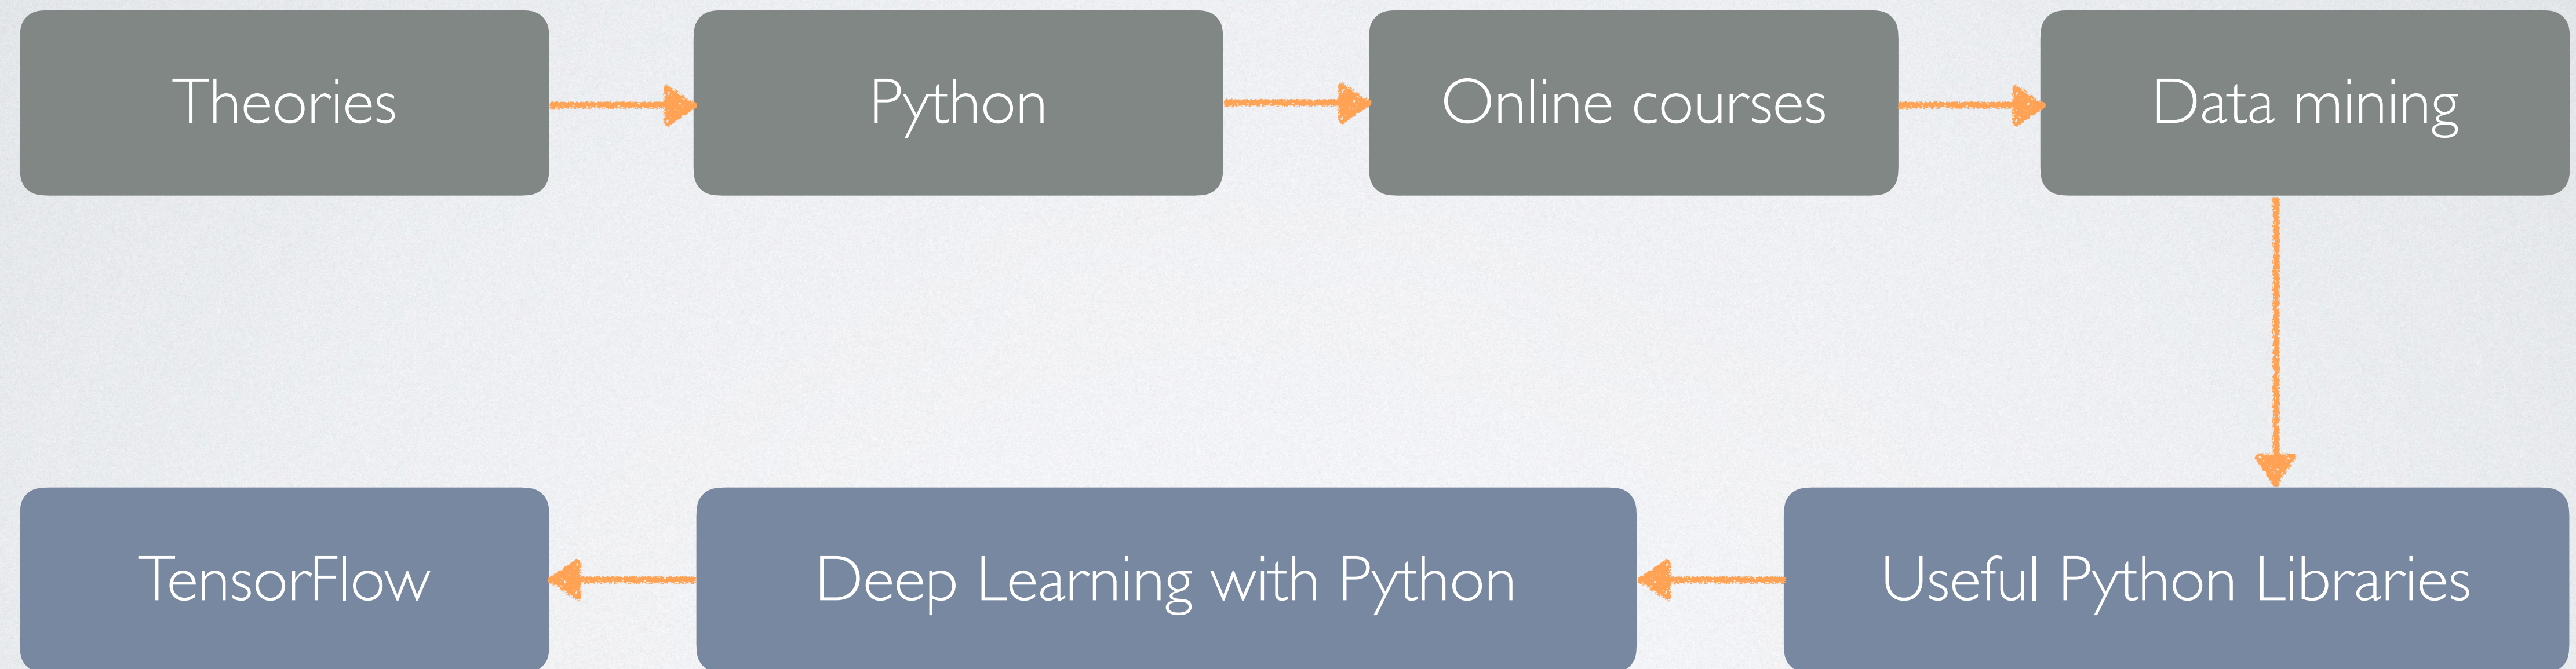 Theories
Python
Online courses
Data mining
Useful Python Libraries
Deep Learning with Python
TensorFlow